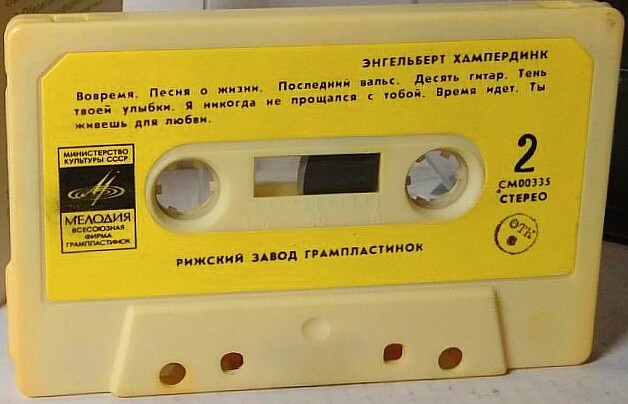 ЭНГЕЛЬБЕРТ ХАМПЕРДИНК
Вовремя. Песня о жизни. Последний вальс. Десять гитар. Тень
твоей улыбки. Я никогда не прощался с тобой. Время идет. Ты
живешь для любви.
МИНИСТЕРСТВО
КУЛЬТУРЫ СССР
МЕЛОДИЯ
ВСЕСОЮЗНАЯ
ФИРМА
ГРАМПЛАСТИНОК
2
СМ00335
СТЕРЕО
ОТК
РИЖСКИЙ ЗАВОД ГРАМПЛАСТИНОК